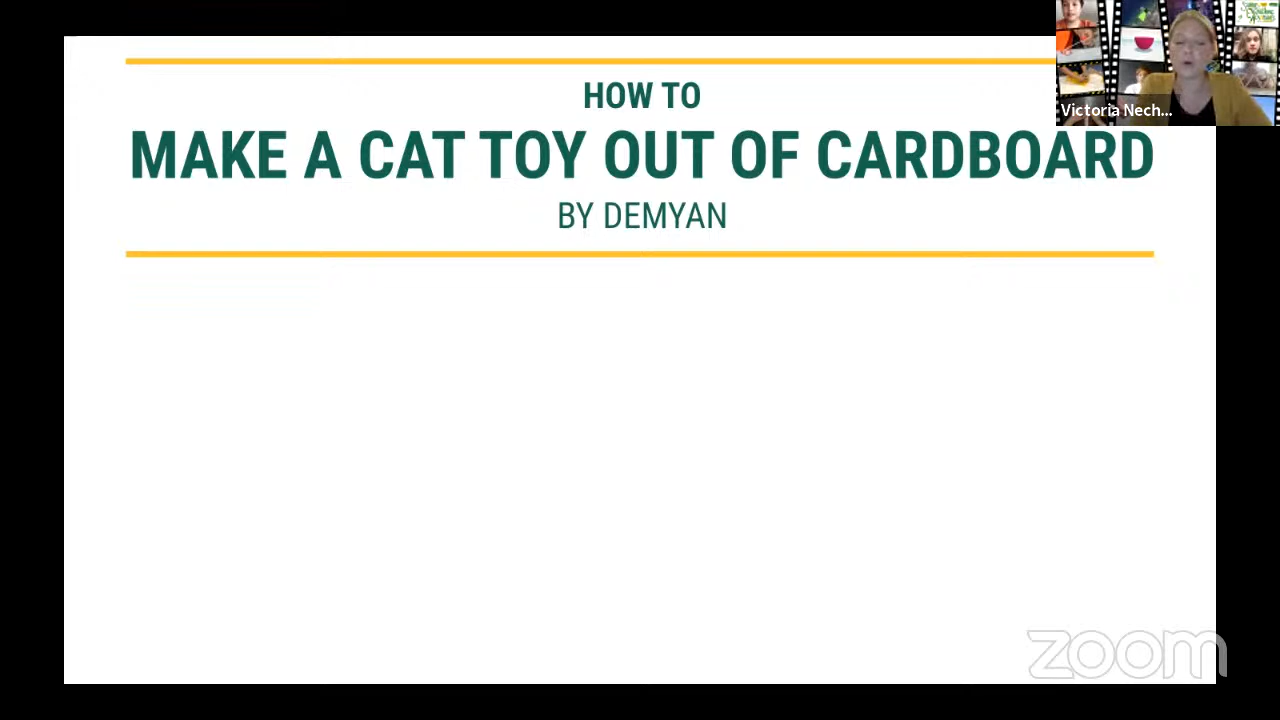 HOW TO
MAKE A CAT TOY OUT OF CARDBOARD
BY DEMYAN
Victoria Nech...
zoom